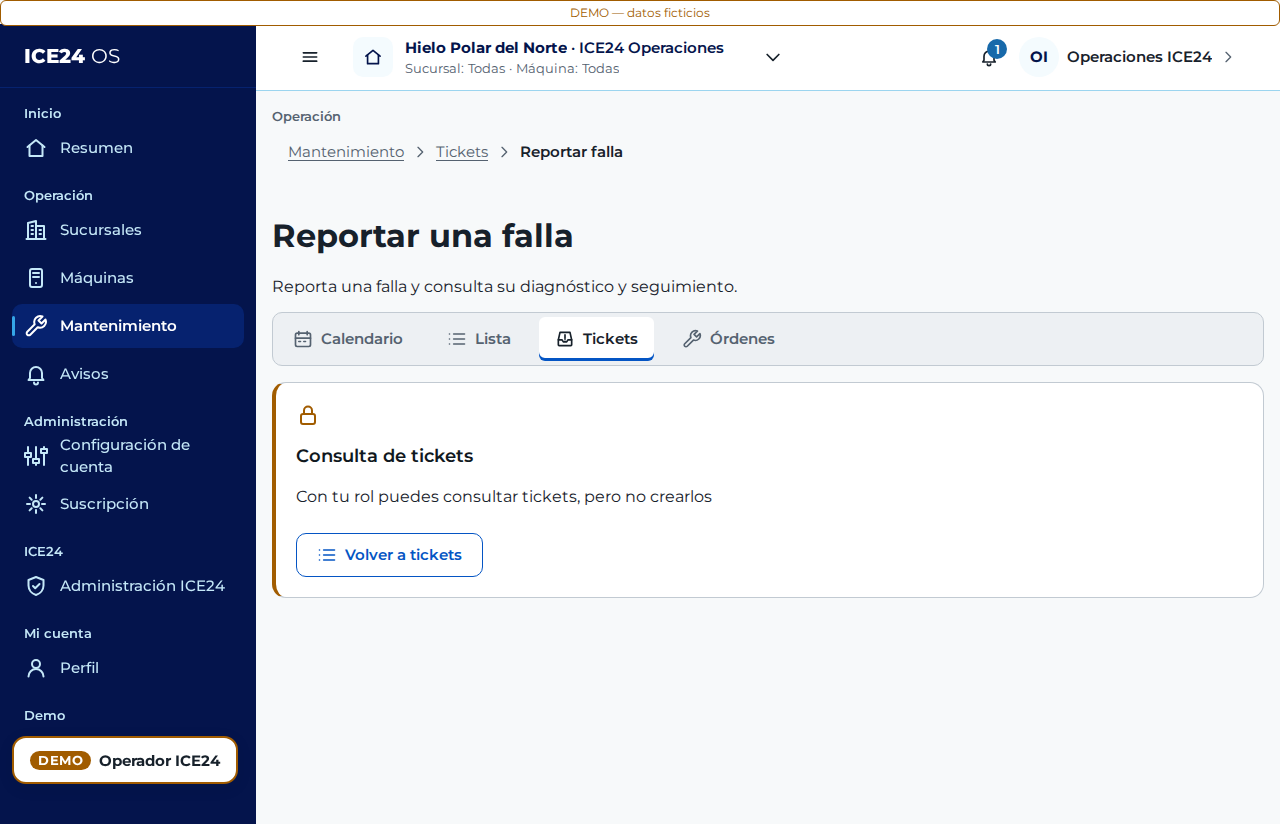 DEMO — datos ficticios
ICE24 OS
Hielo Polar del Norte · ICE24 Operaciones
Sucursal: Todas · Máquina: Todas
1
OI
Operaciones ICE24
Inicio
Resumen
Operación
Sucursales
Máquinas
Mantenimiento
Avisos
Administración
Configuración de
cuenta
Suscripción
ICE24
Administración ICE24
Mi cuenta
Perfil
Demo
DEMO Operador ICE24
Operación
Mantenimiento > Tickets > Reportar falla
Reportar una falla
Reporta una falla y consulta su diagnóstico y seguimiento.
Calendario
Lista
Tickets
Órdenes
Consulta de tickets
Con tu rol puedes consultar tickets, pero no crearlos
Volver a tickets